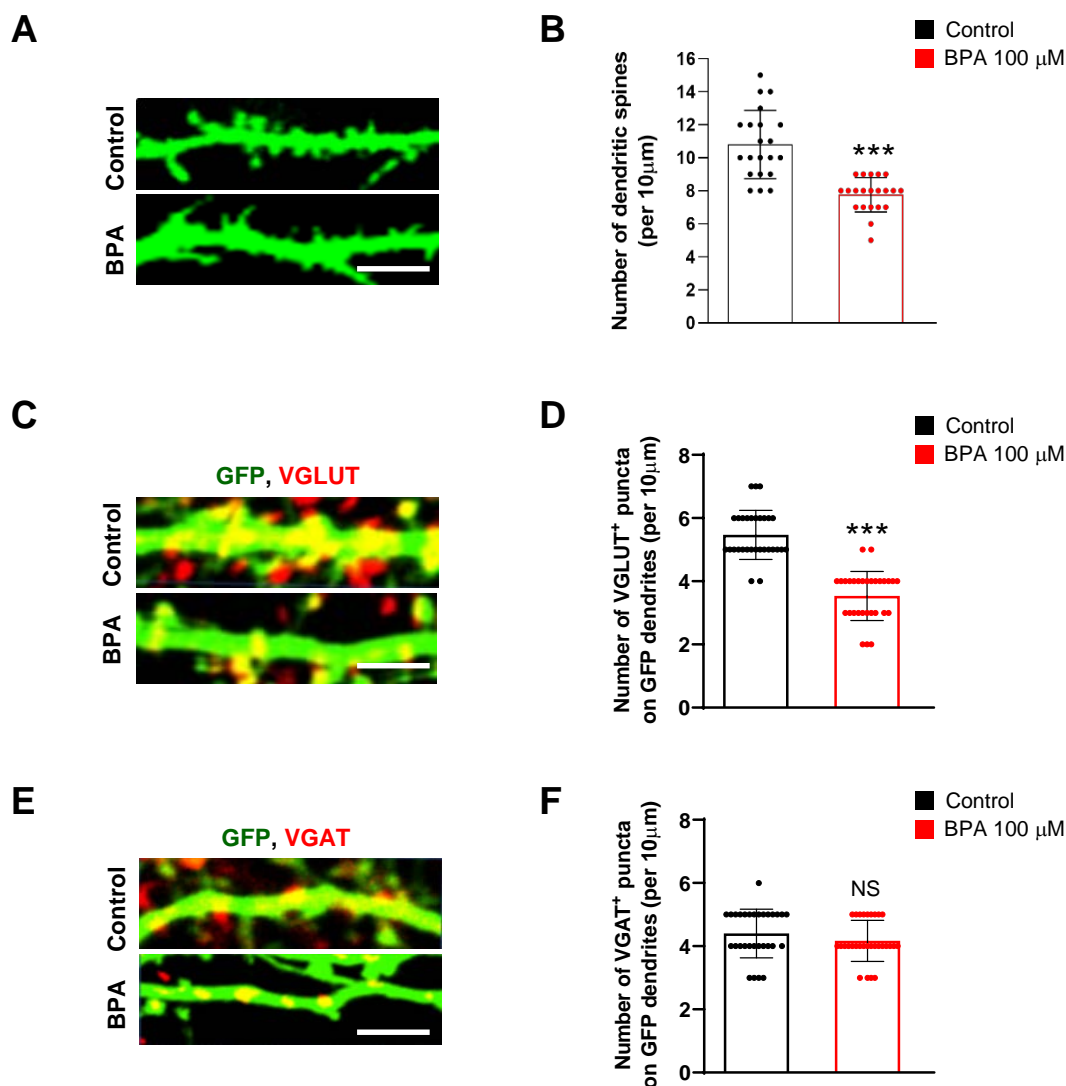 A
Control
BPA
B
Control
BPA 100 μM
Number of dendritic spines
(per 10μm)
16
14
12
10
8
6
4
2
0
***
C
GFP, VGLUT
Control
BPA
D
Control
BPA 100 μM
Number of VGLUT⁺ puncta
on GFP dendrites (per 10μm)
8
6
4
2
0
***
E
GFP, VGAT
Control
BPA
F
Control
BPA 100 μM
Number of VGAT⁺ puncta
on GFP dendrites (per 10μm)
8
6
4
2
0
NS